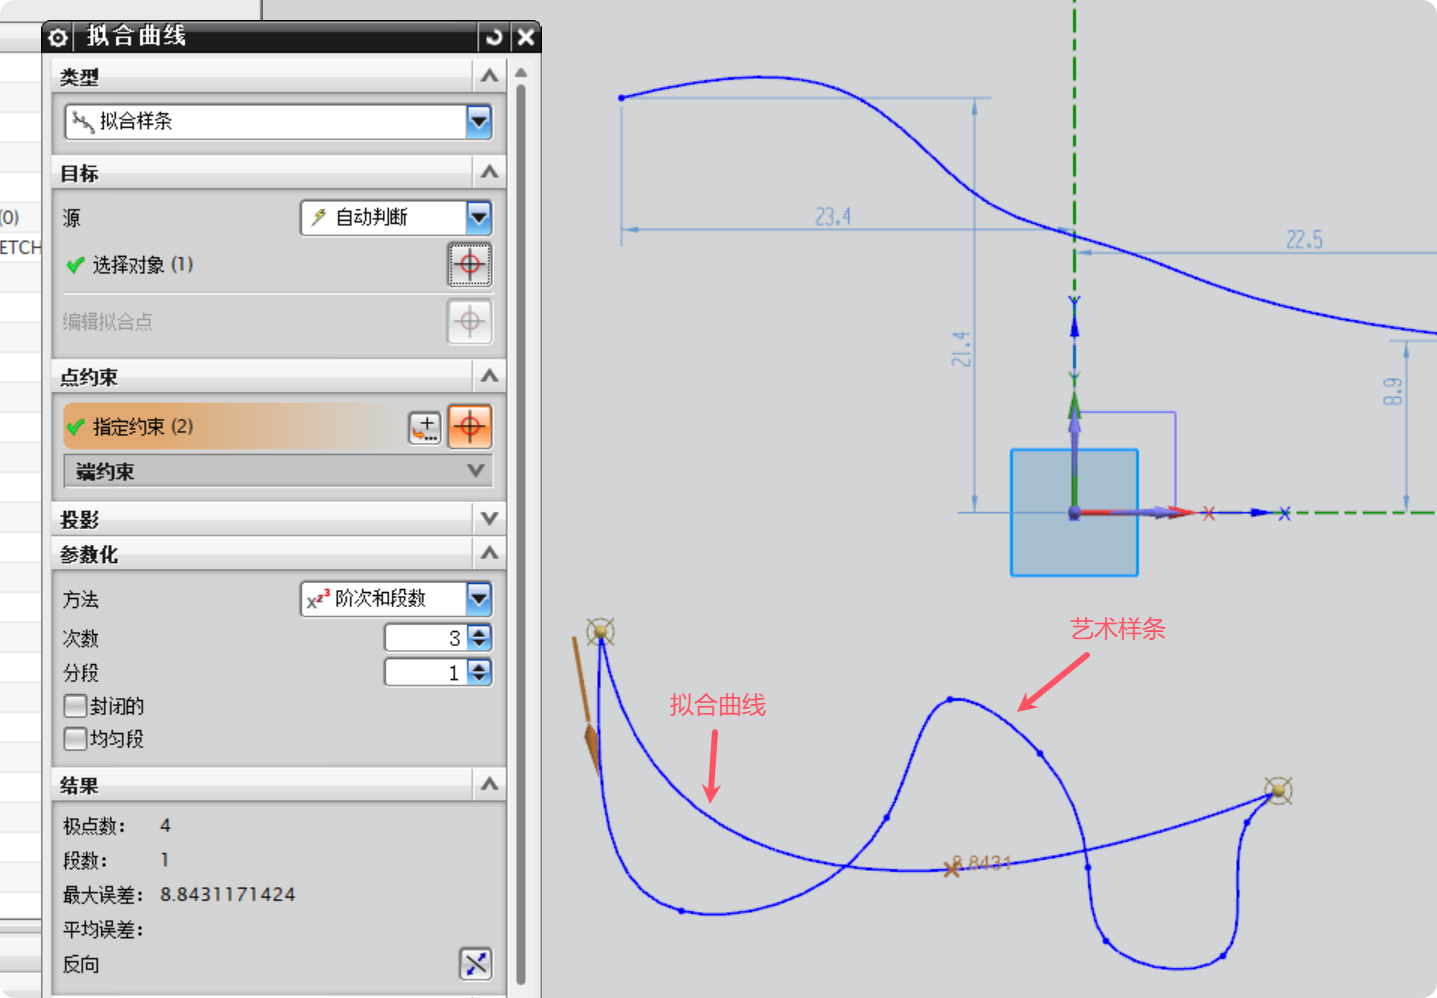 拟合曲线
类型
拟合样条
目标
(0)
源
自动判断
ETCH
选择对象 (1)
编辑拟合点
点约束
指定约束 (2)
端约束
投影
参数化
方法
x^z^3 阶次和段数
次数
3
分段
1
封闭的
均匀段
结果
极点数：
4
段数：
1
最大误差：
8.8431171424
平均误差：
反向
23.4
22.5
21.4
8.9
Y
Y
X
X
艺术样条
拟合曲线
8.8431